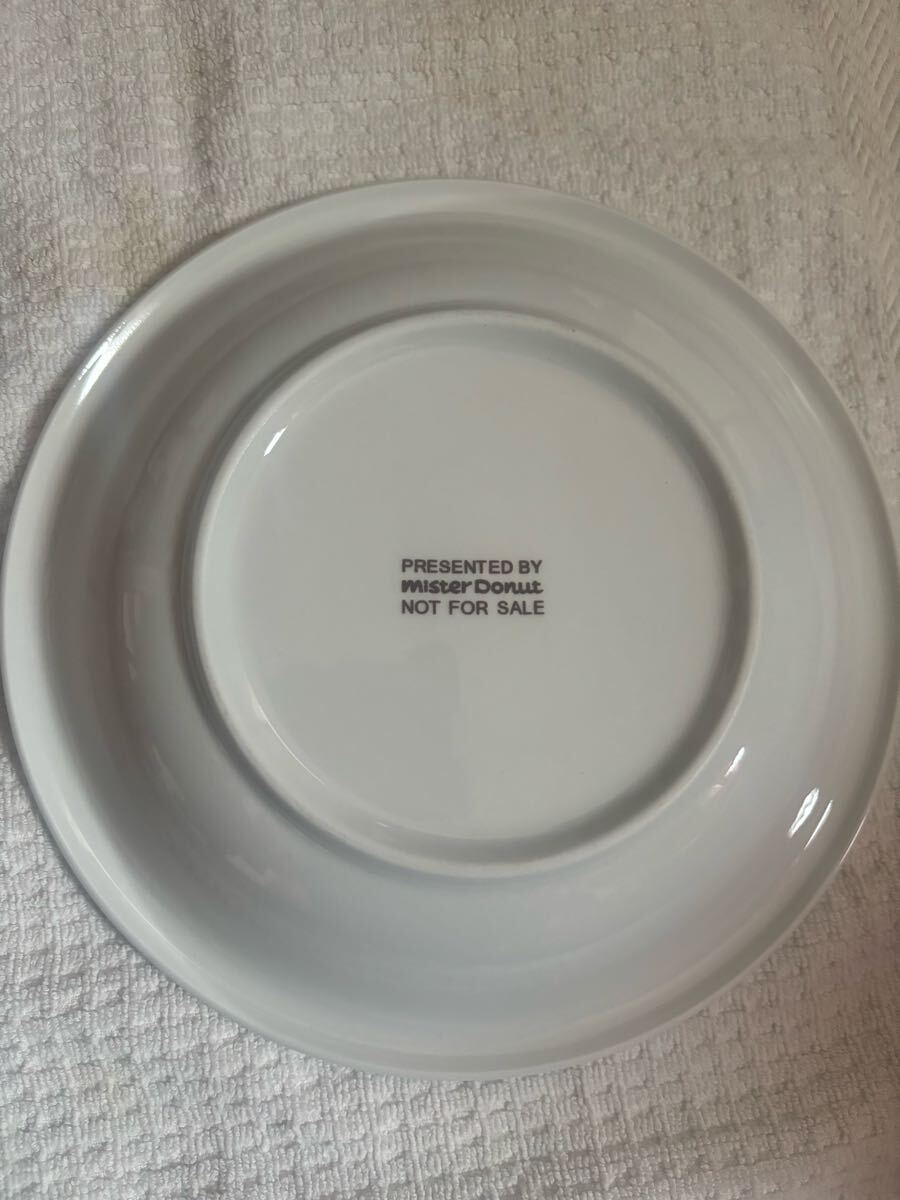 PRESENTED BY
mister Donut
NOT FOR SALE